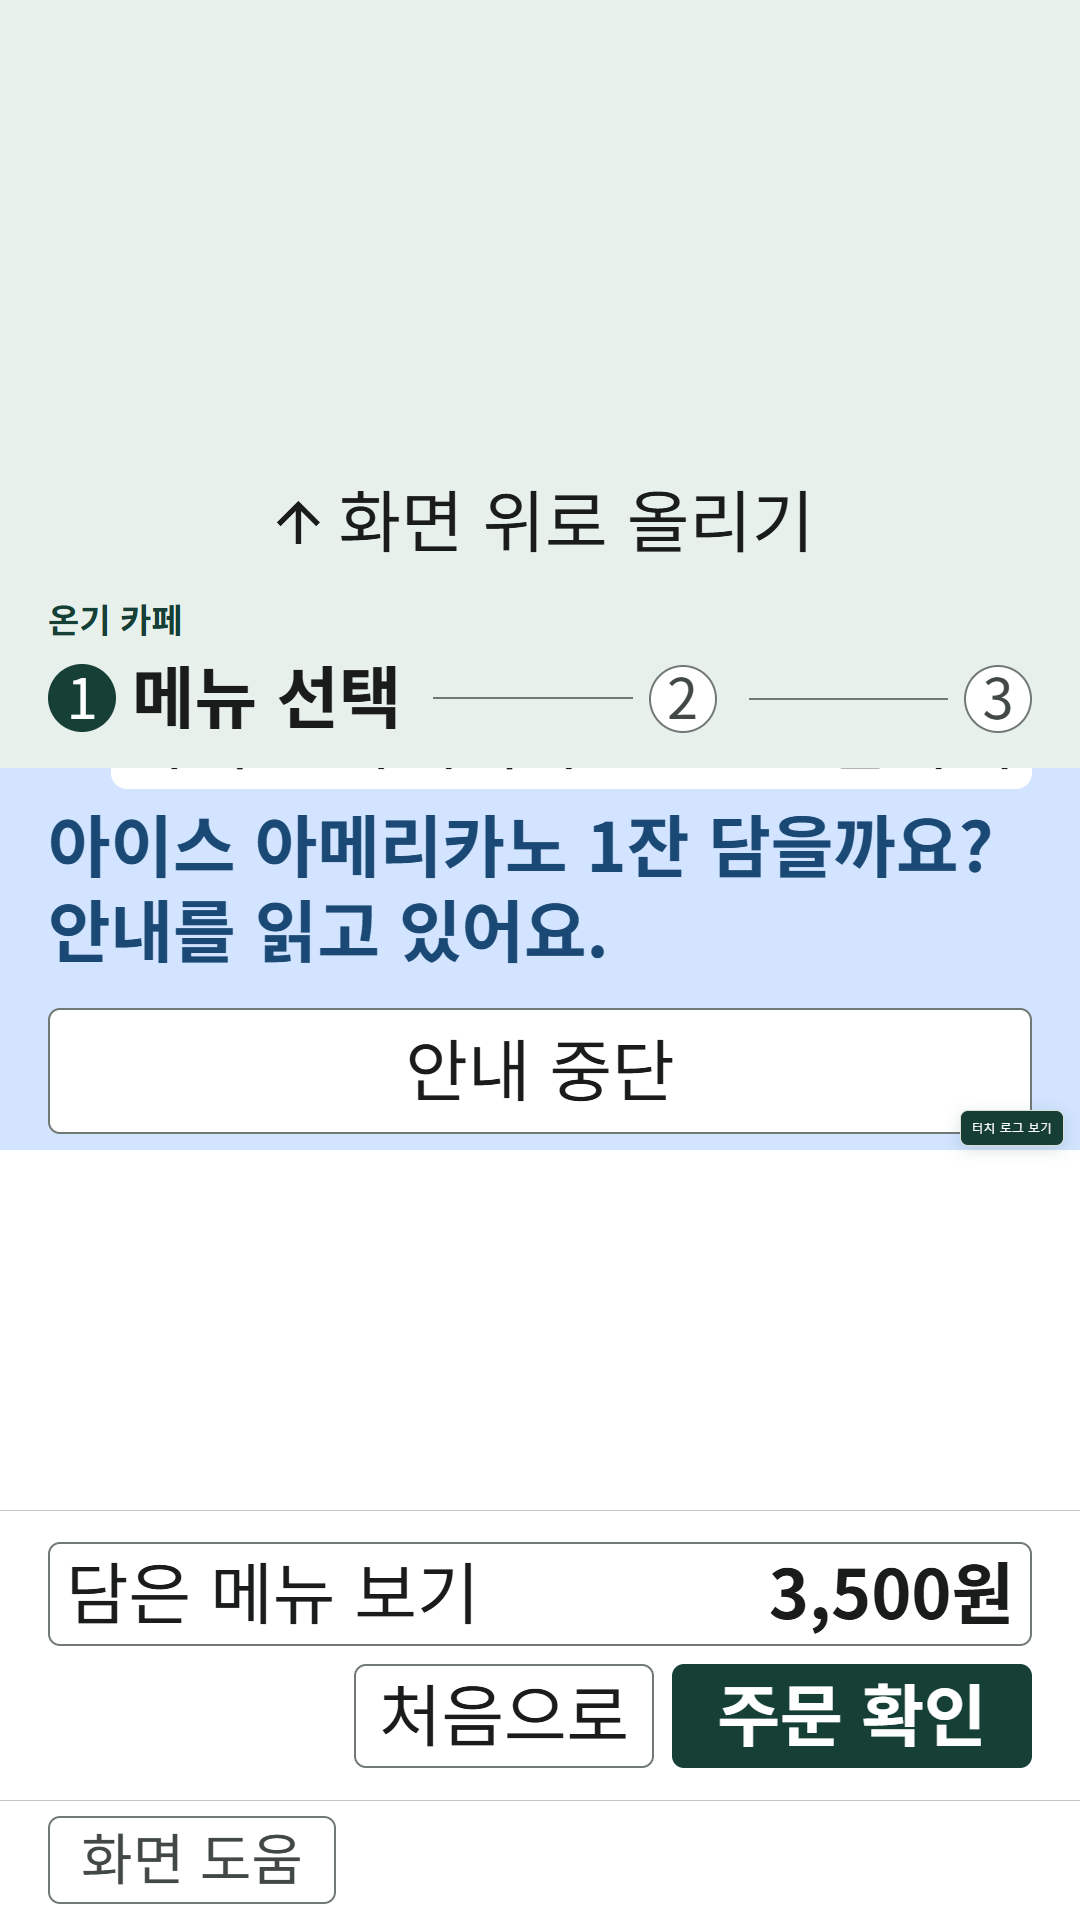 ↑ 화면 위로 올리기
온기 카페
1 메뉴 선택 2 3
아이스 아메리카노 1잔 담을까요?
안내를 읽고 있어요.
안내 중단
터치 로그 보기
담은 메뉴 보기 3,500원
처음으로 주문 확인
화면 도움